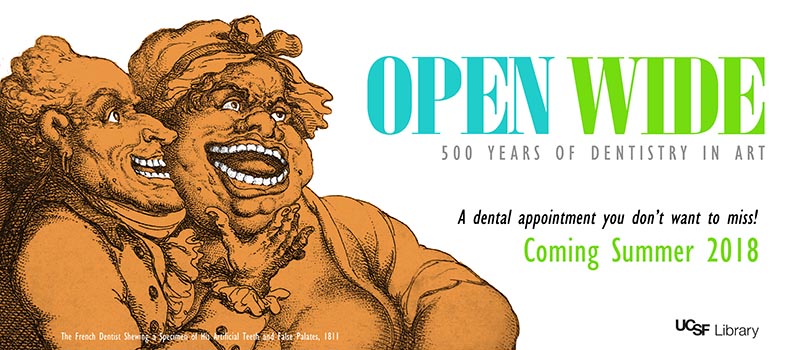 OPEN WIDE
500 YEARS OF DENTISTRY IN ART
A dental appointment you don't want to miss!
Coming Summer 2018
The French Dentist Shewing a Specimen of His Artificial Teeth and False Palates, 1811
UCSF Library